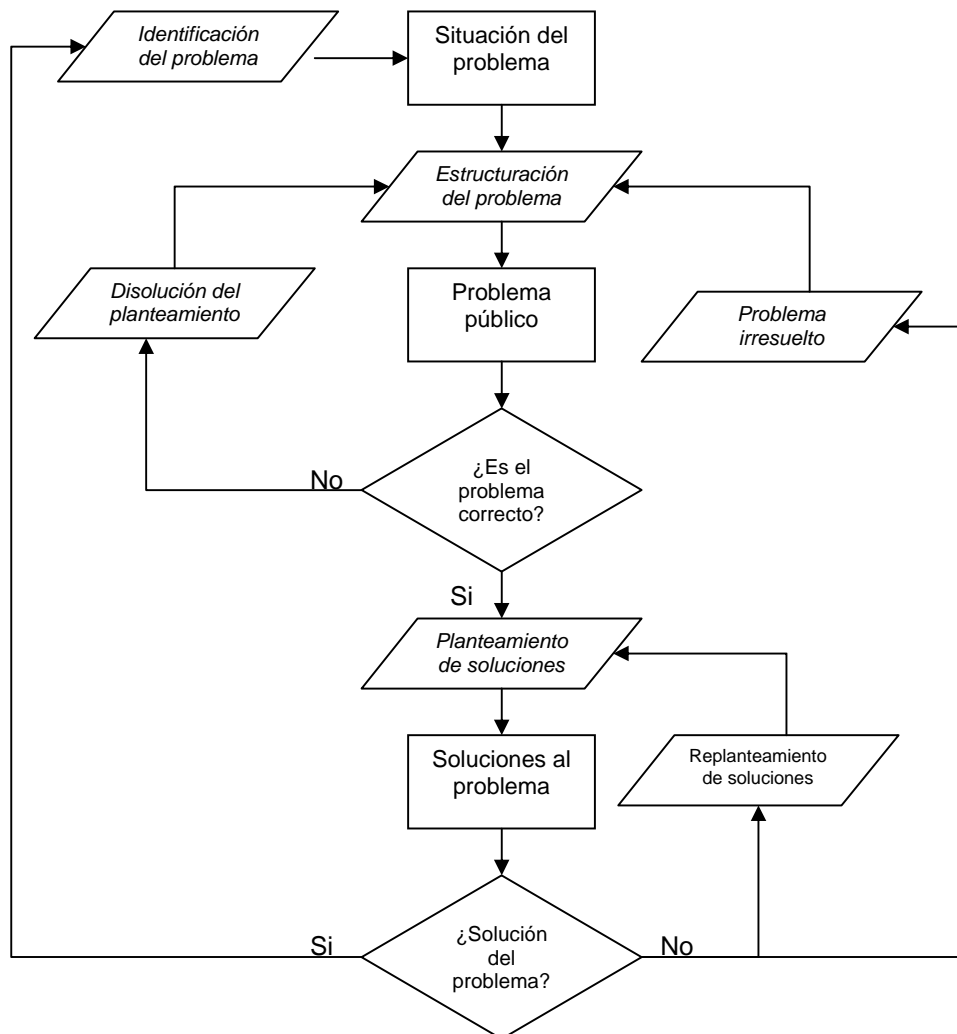 Identificación
del problema
Situación del
problema
Estructuración
del problema
Disolución del
planteamiento
Problema
público
Problema
irresuelto
No
¿Es el
problema
correcto?
Si
Planteamiento
de soluciones
Soluciones al
problema
Replanteamiento
de soluciones
Si
¿Solución
del
problema?
No